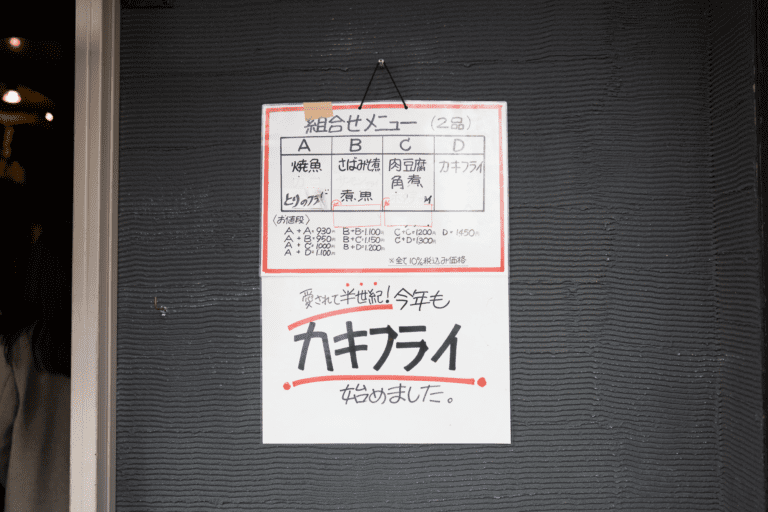 組合せメニュー (2品)
A B C D
焼魚 さばみそ煮 肉豆腐 カキフライ
角煮
とりのフライ 煮魚
〈お値段〉
A+A=930円 B+B=1100円 C+C=1200円 D=1450円
A+B=950円 B+C=1150円 C+D=1300円
A+C=1000円 B+D=1200円
A+D=1100円
※全て10%税込み価格
愛されて半世紀!今年も
カキフライ
始めました。